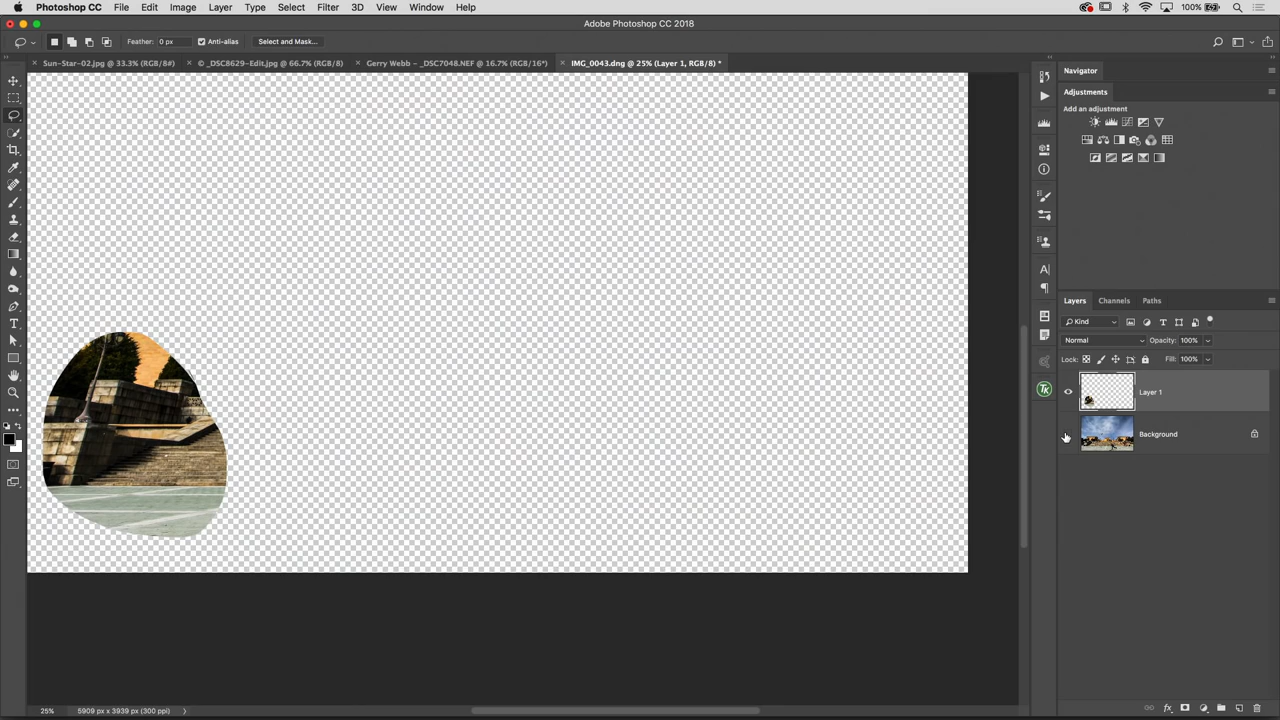 Photoshop CC File Edit Image Layer Type Select Filter 3D View Window Help 100%
Adobe Photoshop CC 2018
Feather: 0 px Anti-alias Select and Mask...
Sun-Star-02.jpg @ 33.3% (RGB/8#) © _DSC8629-Edit.jpg @ 66.7% (RGB/8) Gerry Webb - _DSC7048.NEF @ 16.7% (RGB/16*) IMG_0043.dng @ 25% (Layer 1, RGB/8) *
Navigator
Adjustments
Add an adjustment
Layers Channels Paths
Kind
Normal Opacity: 100%
Lock: Fill: 100%
Layer 1
Background
TK
25% 5909 px x 3939 px (300 ppi)